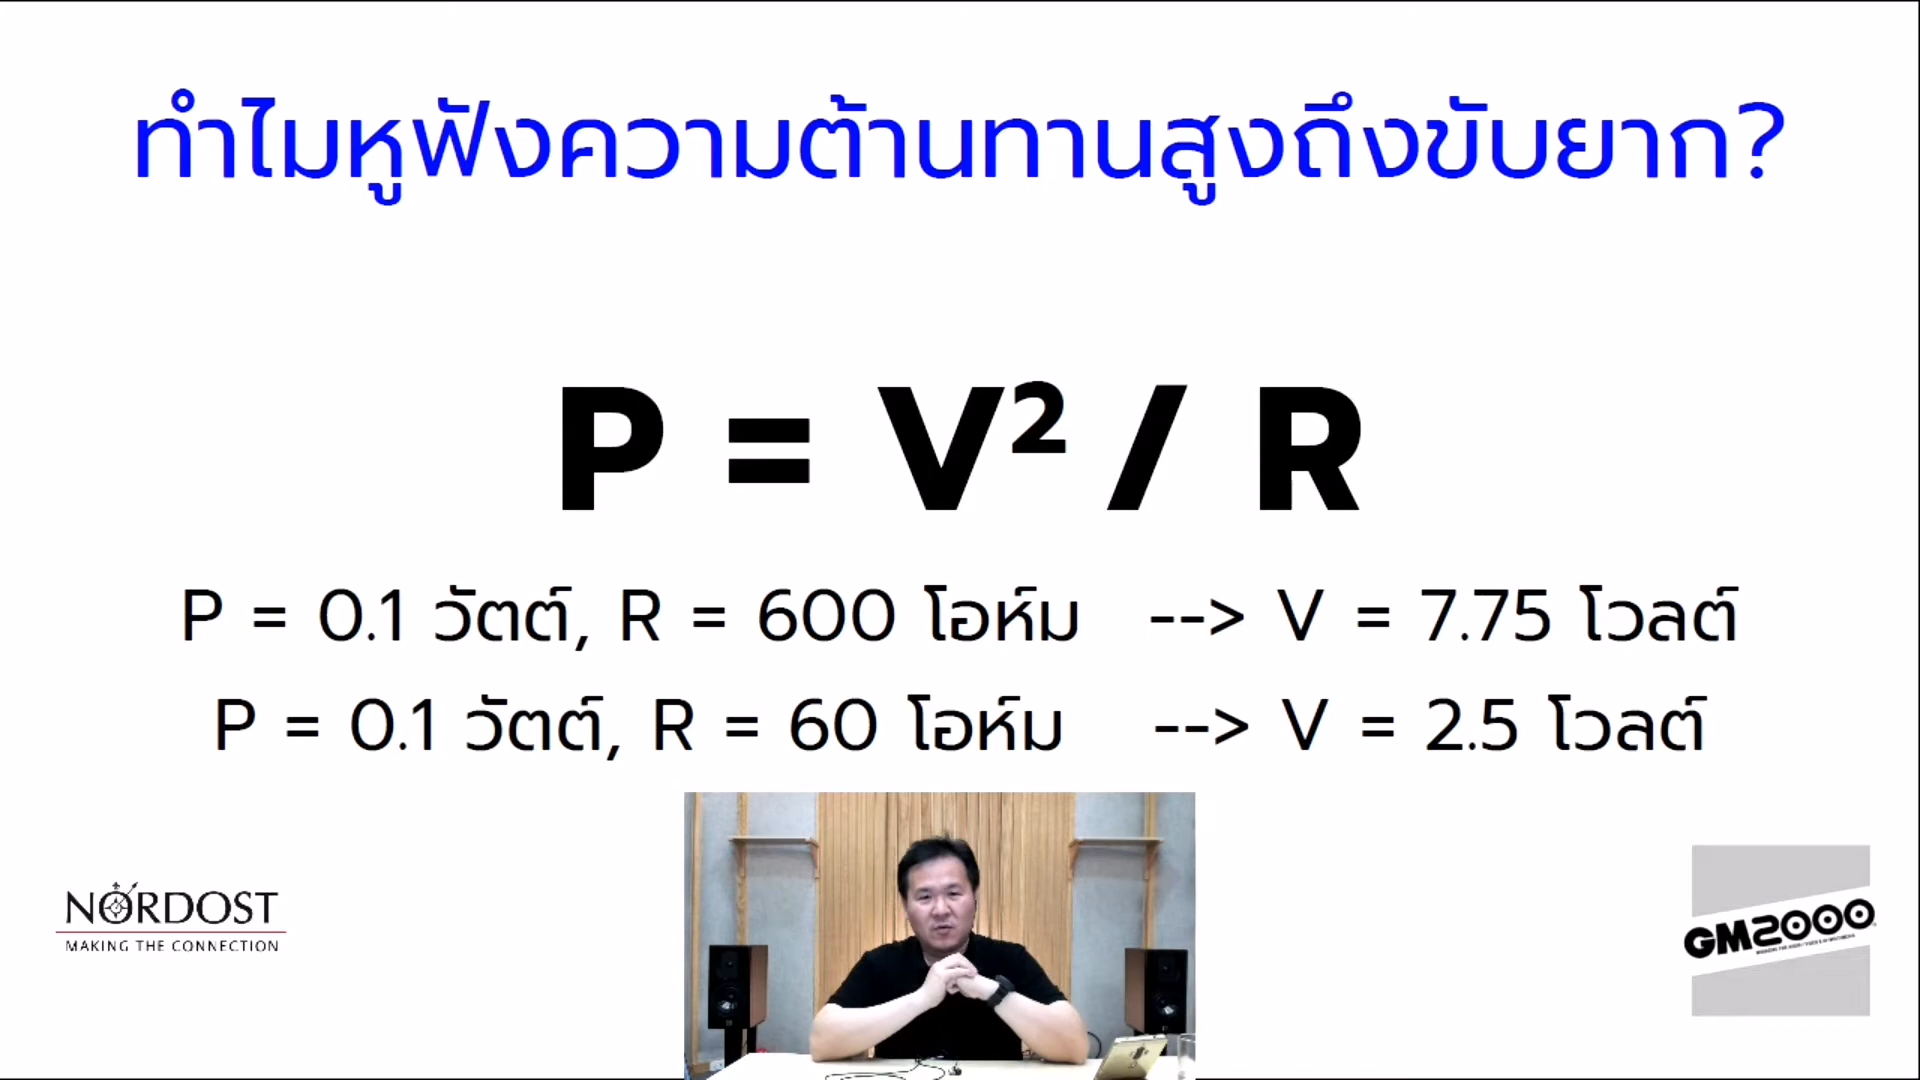 ทำไมหูฟังความต้านทานสูงถึงขับยาก?
P = V² / R
P = 0.1 วัตต์, R = 600 โอห์ม --> V = 7.75 โวลต์
P = 0.1 วัตต์, R = 60 โอห์ม --> V = 2.5 โวลต์
NORDOST
MAKING THE CONNECTION
GM2000